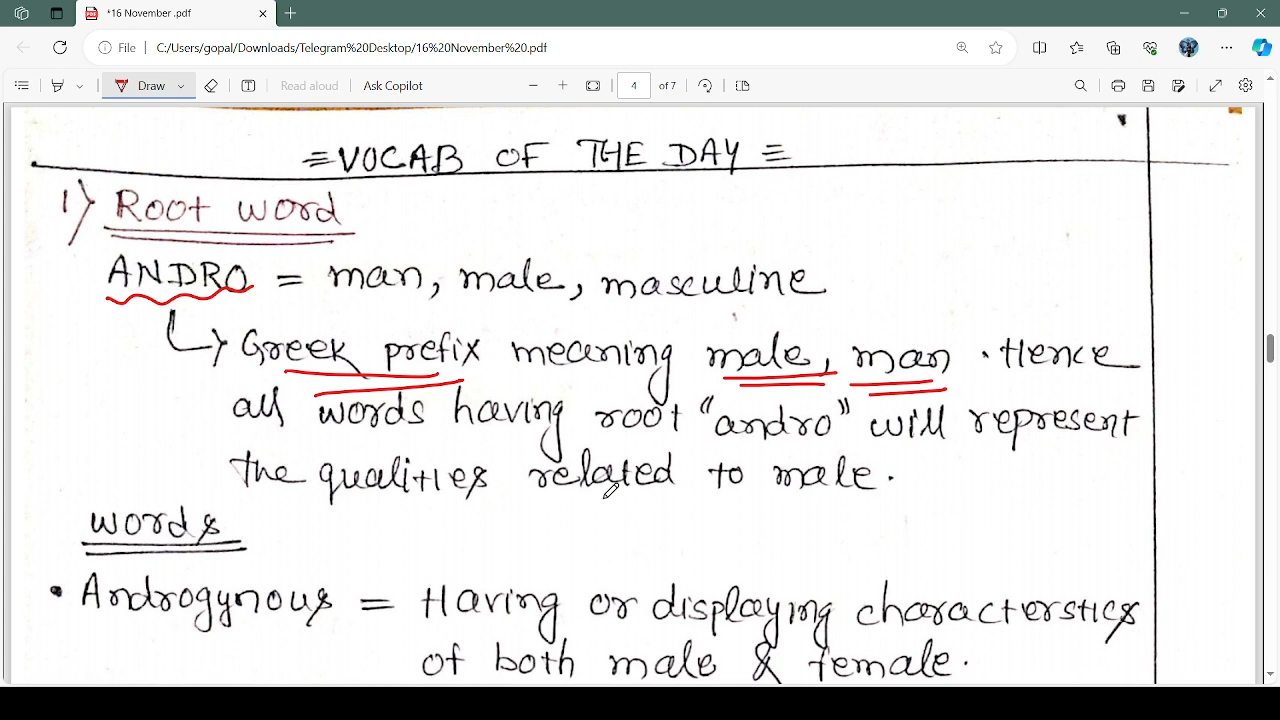 *16 November .pdf
File
C:/Users/gopal/Downloads/Telegram%20Desktop/16%20November%20.pdf
Draw
Read aloud
Ask Copilot
4 of 7
=VOCAB OF THE DAY=
1) Root word
ANDRO = man, male, masculine
Greek prefix meaning male, man. Hence
all words having root "andro" will represent
the qualities related to male.
words
• Androgynous = Having or displaying characterstics
of both male & female.